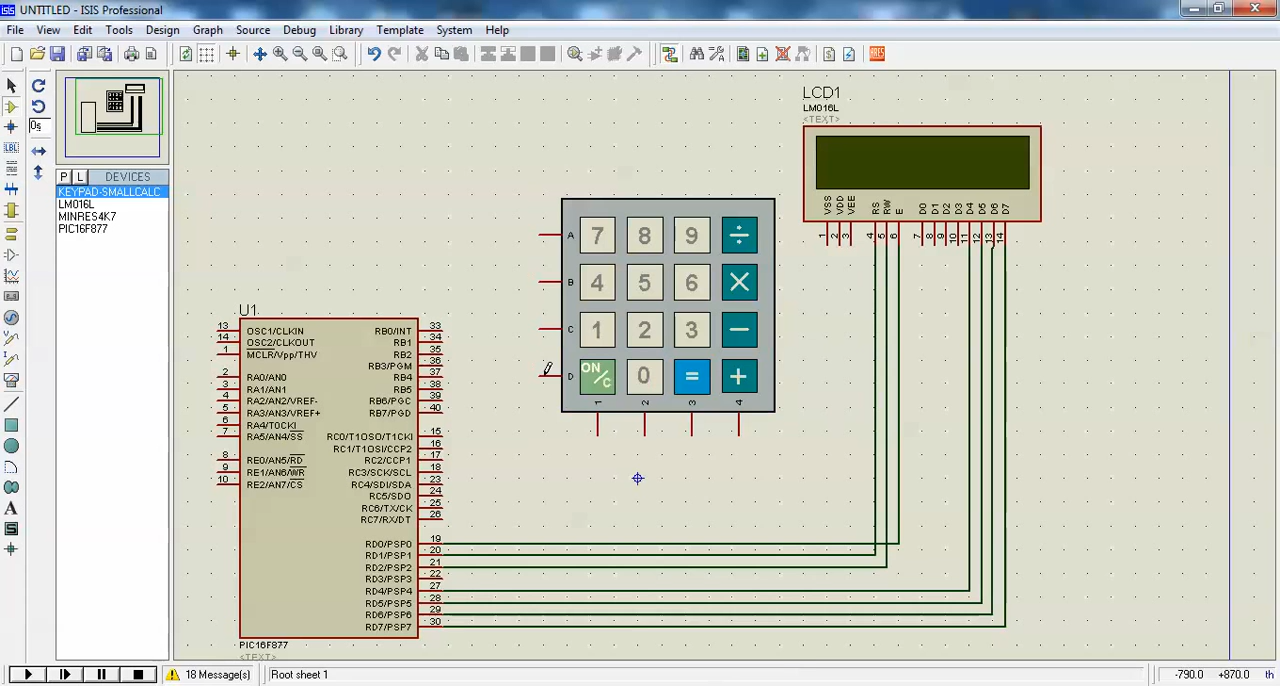 UNTITLED - ISIS Professional
File View Edit Tools Design Graph Source Debug Library Template System Help
P L DEVICES
KEYPAD-SMALLCALC
LM016L
MINRES4K7
PIC16F877
LCD1
LM016L
<TEXT>
VSS VDD VEE RS RW E D0 D1 D2 D3 D4 D5 D6 D7
1 2 3 4 5 6 7 8 9 10 11 12 13 14
A 7 8 9 ÷
B 4 5 6 ×
C 1 2 3 −
D ON/C 0 = +
1 2 3 4
U1
13 OSC1/CLKIN RB0/INT 33
14 OSC2/CLKOUT RB1 34
1 MCLR/Vpp/THV RB2 35
RB3/PGM 36
2 RA0/AN0 RB4 37
3 RA1/AN1 RB5 38
4 RA2/AN2/VREF- RB6/PGC 39
5 RA3/AN3/VREF+ RB7/PGD 40
6 RA4/T0CKI
7 RA5/AN4/SS RC0/T1OSO/T1CKI 15
RC1/T1OSI/CCP2 16
8 RE0/AN5/RD RC2/CCP1 17
9 RE1/AN6/WR RC3/SCK/SCL 18
10 RE2/AN7/CS RC4/SDI/SDA 23
RC5/SDO 24
RC6/TX/CK 25
RC7/RX/DT 26
RD0/PSP0 19
RD1/PSP1 20
RD2/PSP2 21
RD3/PSP3 22
RD4/PSP4 27
RD5/PSP5 28
RD6/PSP6 29
RD7/PSP7 30
PIC16F877
<TEXT>
18 Message(s) Root sheet 1 -790.0 +870.0 th